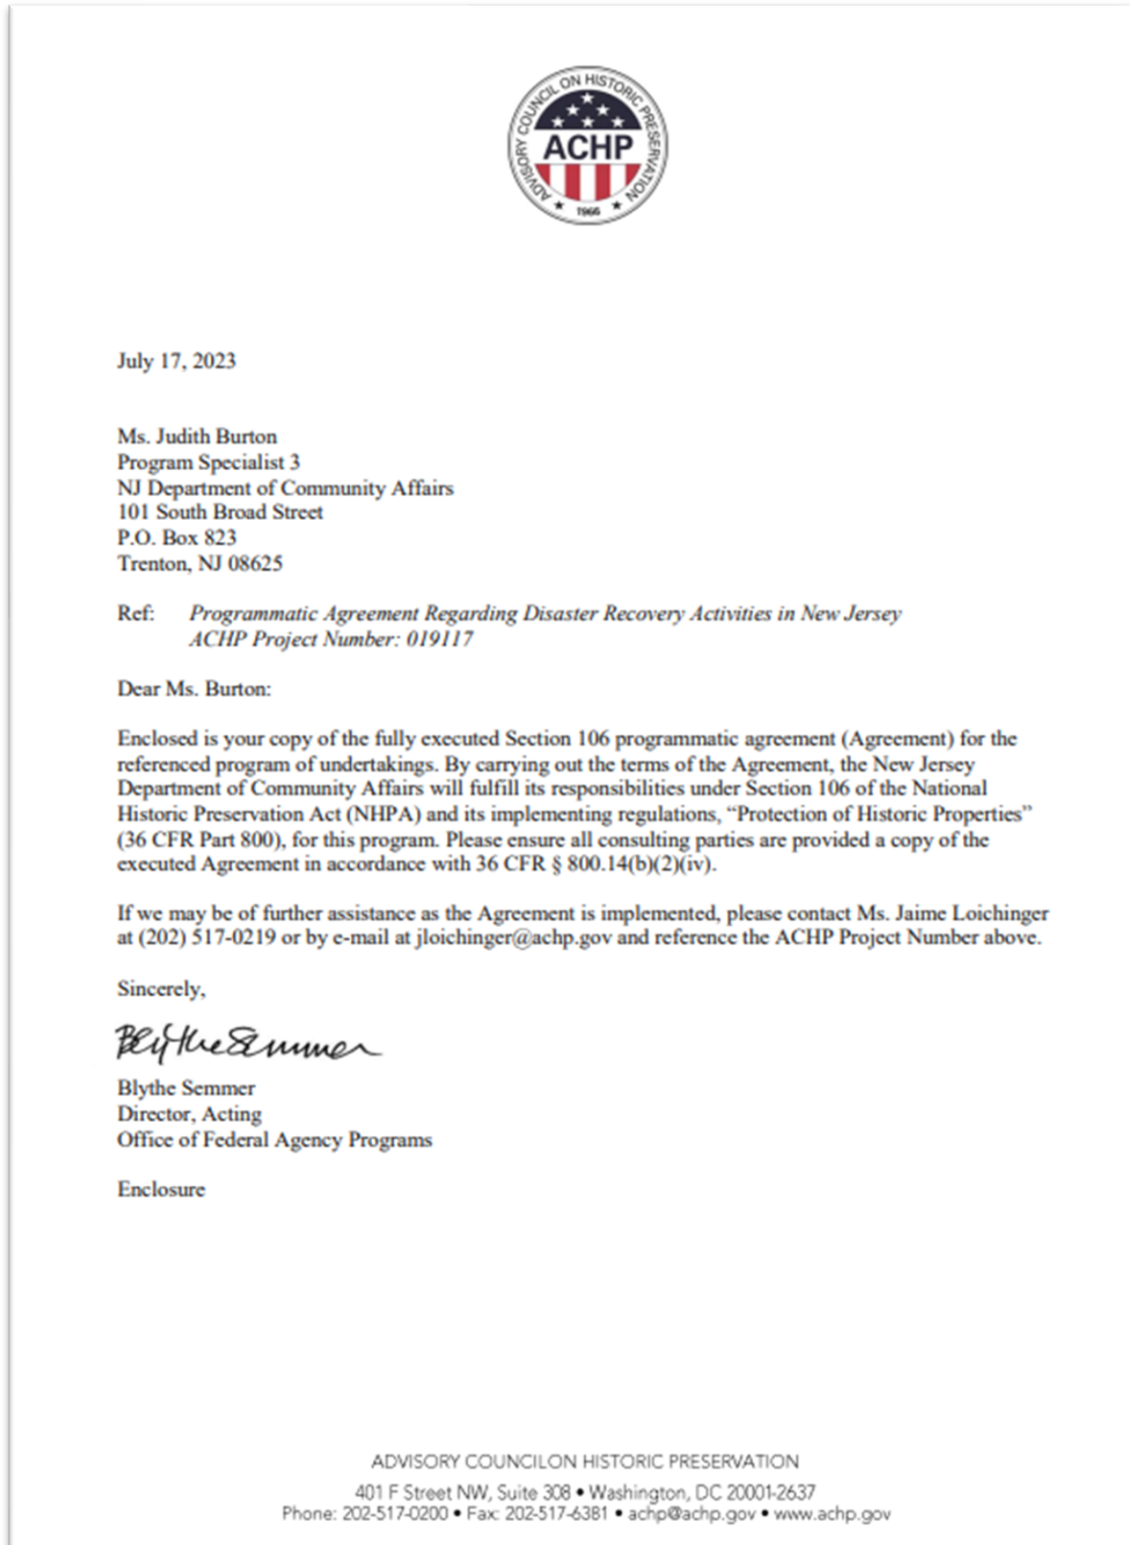 ADVISORY COUNCIL ON HISTORIC PRESERVATION
ACHP
1966
July 17, 2023
Ms. Judith Burton
Program Specialist 3
NJ Department of Community Affairs
101 South Broad Street
P.O. Box 823
Trenton, NJ 08625
Ref: Programmatic Agreement Regarding Disaster Recovery Activities in New Jersey
ACHP Project Number: 019117
Dear Ms. Burton:
Enclosed is your copy of the fully executed Section 106 programmatic agreement (Agreement) for the
referenced program of undertakings. By carrying out the terms of the Agreement, the New Jersey
Department of Community Affairs will fulfill its responsibilities under Section 106 of the National
Historic Preservation Act (NHPA) and its implementing regulations, “Protection of Historic Properties”
(36 CFR Part 800), for this program. Please ensure all consulting parties are provided a copy of the
executed Agreement in accordance with 36 CFR § 800.14(b)(2)(iv).
If we may be of further assistance as the Agreement is implemented, please contact Ms. Jaime Loichinger
at (202) 517-0219 or by e-mail at jloichinger@achp.gov and reference the ACHP Project Number above.
Sincerely,
Blythe Semmer
Blythe Semmer
Director, Acting
Office of Federal Agency Programs
Enclosure
ADVISORY COUNCILON HISTORIC PRESERVATION
401 F Street NW, Suite 308 • Washington, DC 20001-2637
Phone: 202-517-0200 • Fax: 202-517-6381 • achp@achp.gov • www.achp.gov